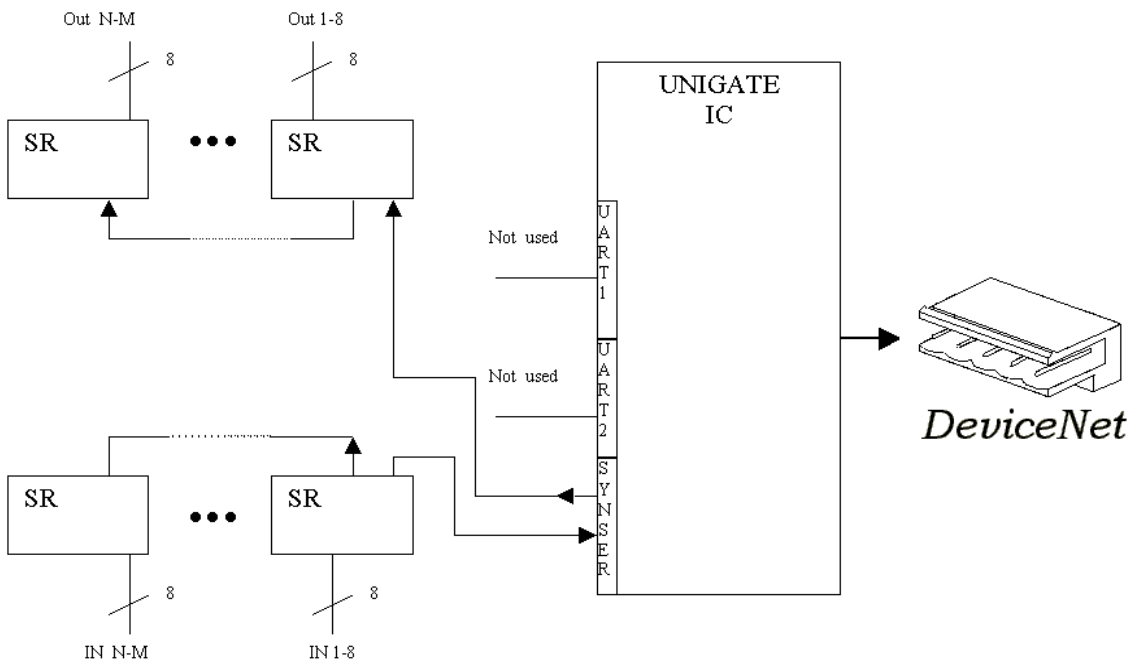 Out N-M
Out 1-8
8
8
UNIGATE
IC
SR
SR
UART1
Not used
UART2
Not used
DeviceNet
SYNSER
SR
SR
8
8
IN N-M
IN 1-8